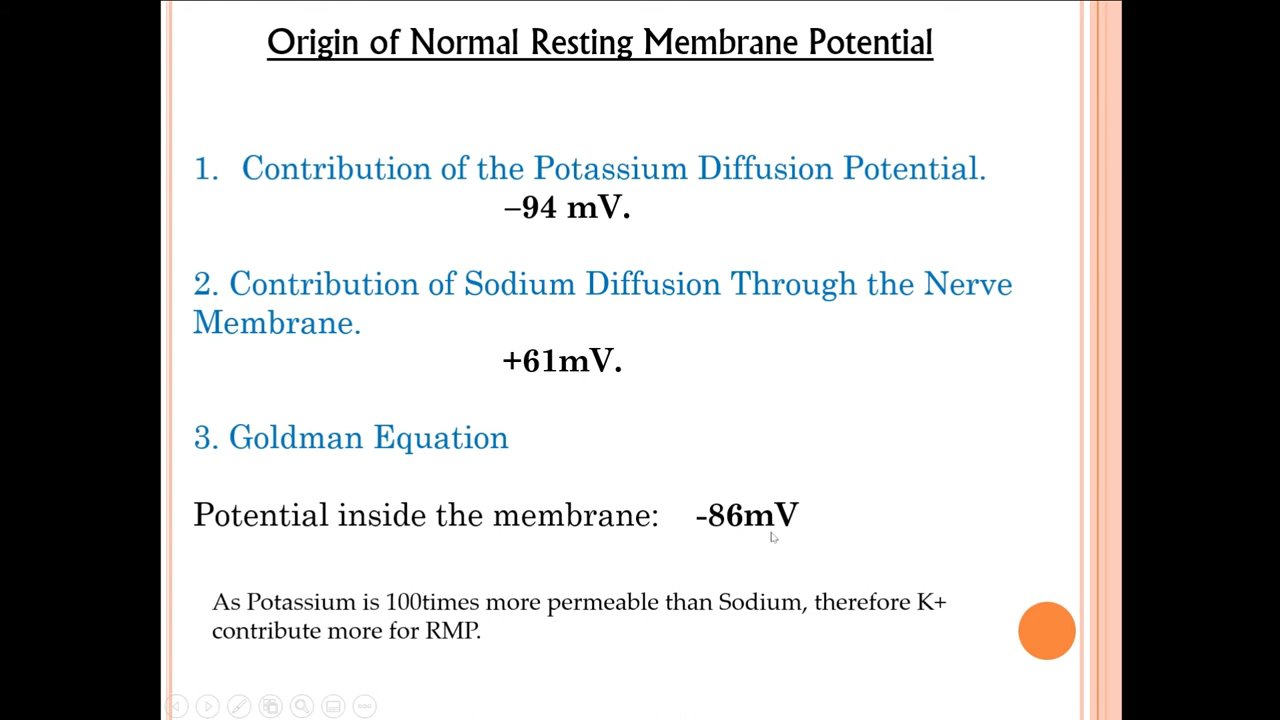 Origin of Normal Resting Membrane Potential
1. Contribution of the Potassium Diffusion Potential.
–94 mV.
2. Contribution of Sodium Diffusion Through the Nerve
Membrane.
+61mV.
3. Goldman Equation
Potential inside the membrane: -86mV
As Potassium is 100times more permeable than Sodium, therefore K+
contribute more for RMP.